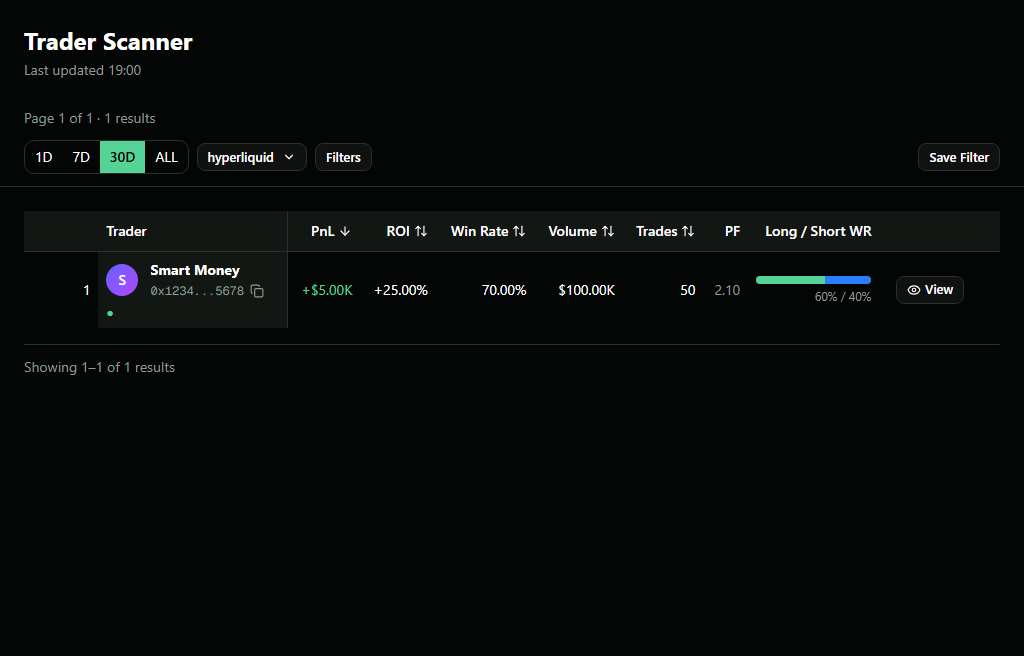 Trader Scanner
Last updated 19:00
Page 1 of 1 · 1 results
1D 7D 30D ALL hyperliquid Filters Save Filter
Trader PnL ↓ ROI ↑↓ Win Rate ↑↓ Volume ↑↓ Trades ↑↓ PF Long / Short WR
S Smart Money
1 0x1234...5678 +$5.00K +25.00% 70.00% $100.00K 50 2.10 View
60% / 40%
Showing 1–1 of 1 results